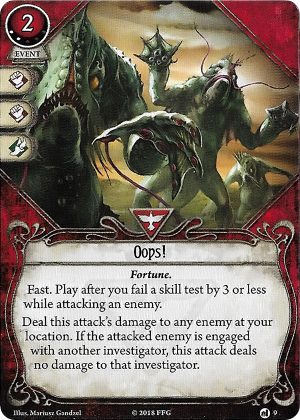 2
EVENT
Oops!
Fortune.
Fast. Play after you fail a skill test by 3 or less
while attacking an enemy.
Deal this attack's damage to any enemy at your
location. If the attacked enemy is engaged
with another investigator, this attack deals
no damage to that investigator.
Illus. Mariusz Gandzel
© 2018 FFG
9